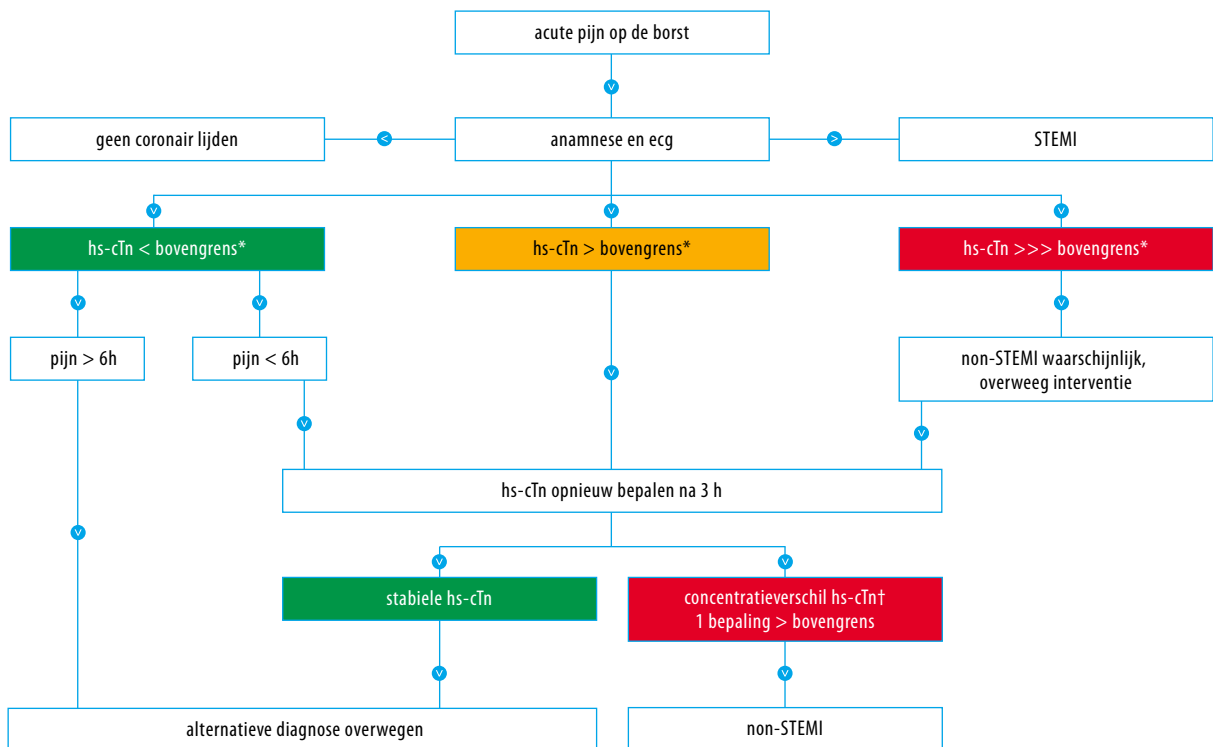 acute pijn op de borst
geen coronair lijden
anamnese en ecg
STEMI
hs-cTn < bovengrens*
hs-cTn > bovengrens*
hs-cTn >>> bovengrens*
pijn > 6h
pijn < 6h
non-STEMI waarschijnlijk,
overweeg interventie
hs-cTn opnieuw bepalen na 3 h
stabiele hs-cTn
concentratieverschil hs-cTn†
1 bepaling > bovengrens
alternatieve diagnose overwegen
non-STEMI